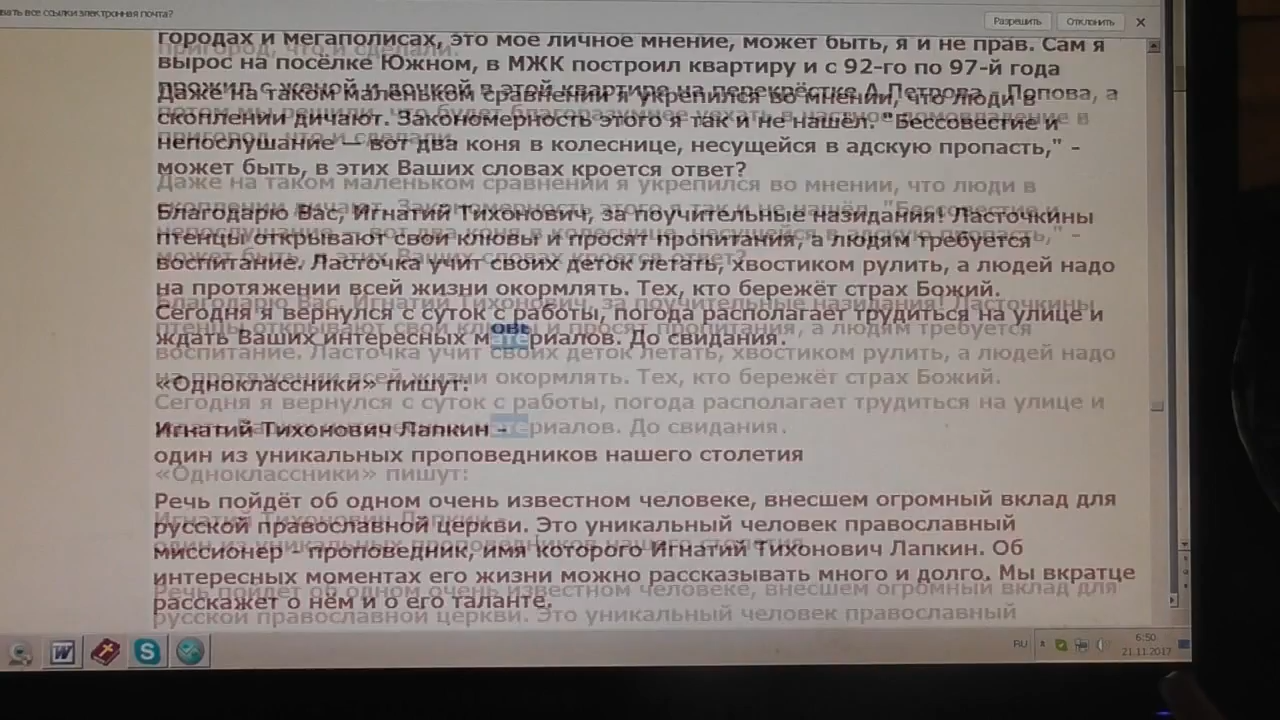 вать все ссылки электронная почта?
Разрешить
Отклонить
городах и мегаполисах, это мое личное мнение, может быть, я и не прав. Сам я
вырос на посёлке Южном, в МЖК построил квартиру и с 92-го по 97-й года
прожил с женой и дочкой в этой квартире на перекрёстке А.Петрова - Попова, а
Даже на таком маленьком сравнении я укрепился во мнении, что люди в
скоплении дичают. Закономерность этого я так и не нашёл. "Бессовестие и
непослушание — вот два коня в колеснице, несущейся в адскую пропасть," -
может быть, в этих Ваших словах кроется ответ?
Благодарю Вас, Игнатий Тихонович, за поучительные назидания! Ласточкины
птенцы открывают свои клювы и просят пропитания, а людям требуется
воспитание. Ласточка учит своих деток летать, хвостиком рулить, а людей надо
на протяжении всей жизни окормлять. Тех, кто бережёт страх Божий.
Сегодня я вернулся с суток с работы, погода располагает трудиться на улице и
ждать Ваших интересных материалов. До свидания.
«Одноклассники» пишут:
Игнатий Тихонович Лапкин -
один из уникальных проповедников нашего столетия
Речь пойдёт об одном очень известном человеке, внесшем огромный вклад для
русской православной церкви. Это уникальный человек православный
миссионер - проповедник, имя которого Игнатий Тихонович Лапкин. Об
интересных моментах его жизни можно рассказывать много и долго. Мы вкратце
расскажет о нём и о его таланте.
RU
6:50
21.11.2017